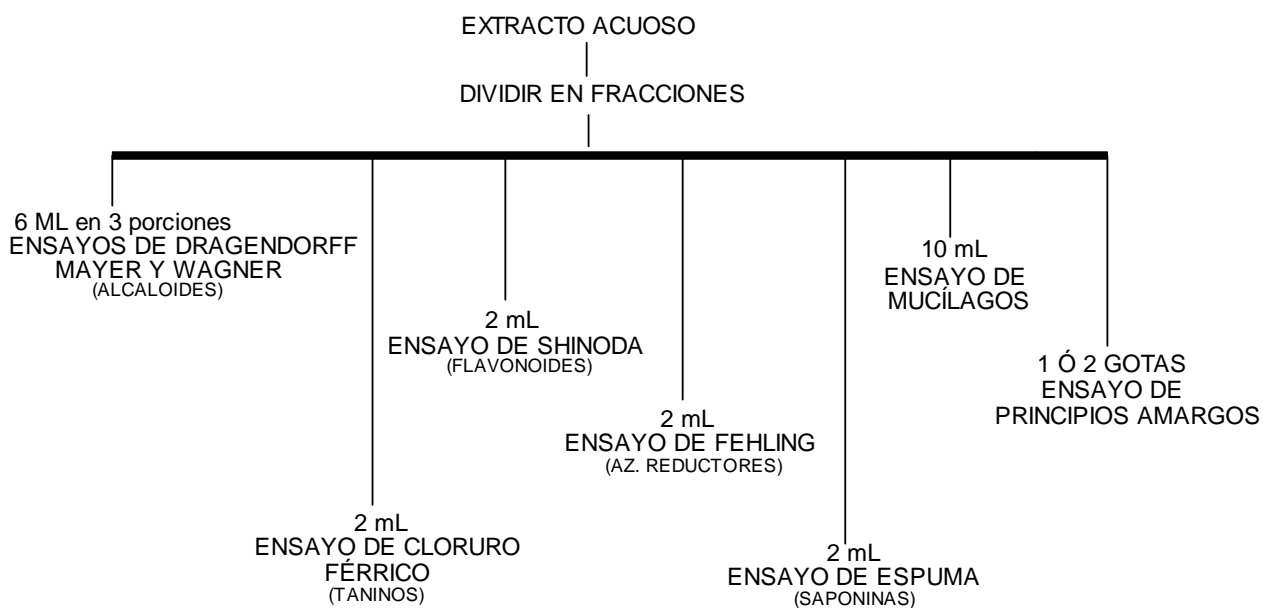 EXTRACTO ACUOSO
DIVIDIR EN FRACCIONES
6 ML en 3 porciones
ENSAYOS DE DRAGENDORFF
MAYER Y WAGNER
(ALCALOIDES)
2 mL
ENSAYO DE CLORURO
FÉRRICO
(TANINOS)
2 mL
ENSAYO DE SHINODA
(FLAVONOIDES)
2 mL
ENSAYO DE FEHLING
(AZ. REDUCTORES)
2 mL
ENSAYO DE ESPUMA
(SAPONINAS)
10 mL
ENSAYO DE
MUCÍLAGOS
1 Ó 2 GOTAS
ENSAYO DE
PRINCIPIOS AMARGOS